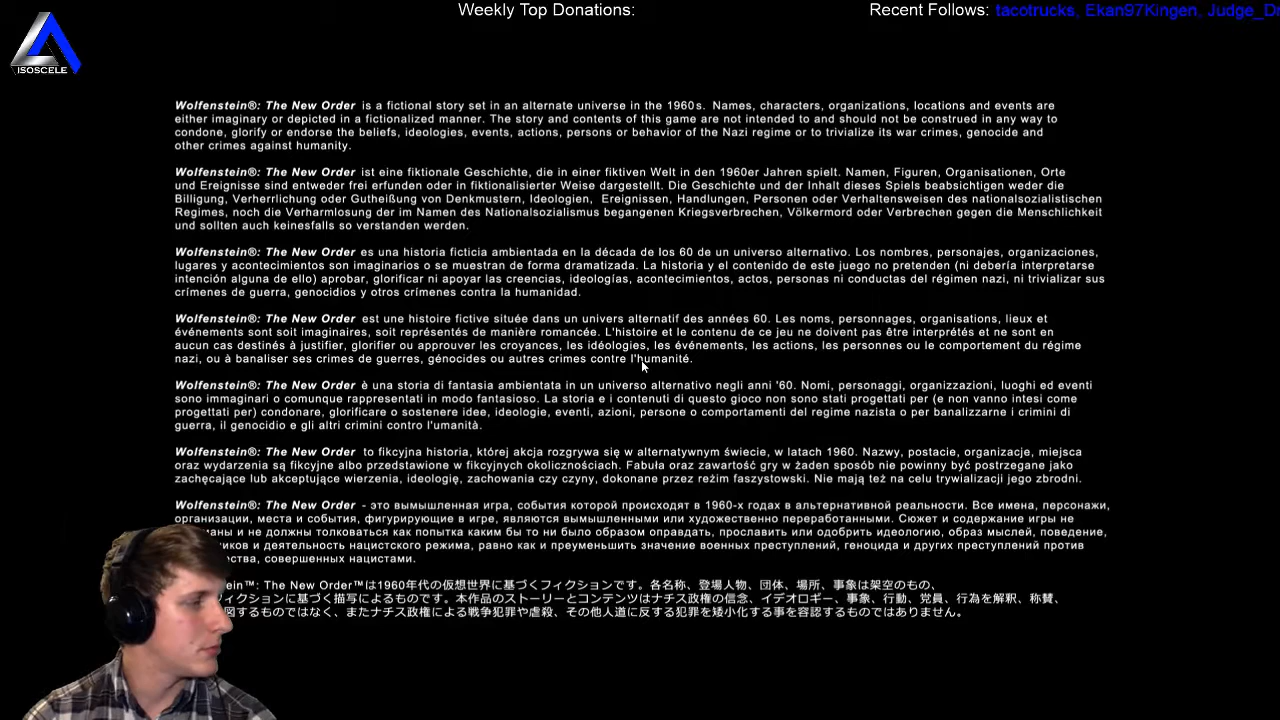 Weekly Top Donations:
Recent Follows: tacotrucks, Ekan97Kingen, Judge_D
ISOSCELE
Wolfenstein®: The New Order is a fictional story set in an alternate universe in the 1960s. Names, characters, organizations, locations and events are
either imaginary or depicted in a fictionalized manner. The story and contents of this game are not intended to and should not be construed in any way to
condone, glorify or endorse the beliefs, ideologies, events, actions, persons or behavior of the Nazi regime or to trivialize its war crimes, genocide and
other crimes against humanity.
Wolfenstein®: The New Order ist eine fiktionale Geschichte, die in einer fiktiven Welt in den 1960er Jahren spielt. Namen, Figuren, Organisationen, Orte
und Ereignisse sind entweder frei erfunden oder in fiktionalisierter Weise dargestellt. Die Geschichte und der Inhalt dieses Spiels beabsichtigen weder die
Billigung, Verherrlichung oder Gutheißung von Denkmustern, Ideologien, Ereignissen, Handlungen, Personen oder Verhaltensweisen des nationalsozialistischen
Regimes, noch die Verharmlosung der im Namen des Nationalsozialismus begangenen Kriegsverbrechen, Völkermord oder Verbrechen gegen die Menschlichkeit
und sollten auch keinesfalls so verstanden werden.
Wolfenstein®: The New Order es una historia ficticia ambientada en la década de los 60 de un universo alternativo. Los nombres, personajes, organizaciones,
lugares y acontecimientos son imaginarios o se muestran de forma dramatizada. La historia y el contenido de este juego no pretenden (ni debería interpretarse
intención alguna de ello) aprobar, glorificar ni apoyar las creencias, ideologías, acontecimientos, actos, personas ni conductas del régimen nazi, ni trivializar sus
crímenes de guerra, genocidios y otros crímenes contra la humanidad.
Wolfenstein®: The New Order est une histoire fictive située dans un univers alternatif des années 60. Les noms, personnages, organisations, lieux et
événements sont soit imaginaires, soit représentés de manière romancée. L'histoire et le contenu de ce jeu ne doivent pas être interprétés et ne sont en
aucun cas destinés à justifier, glorifier ou approuver les croyances, les idéologies, les événements, les actions, les personnes ou le comportement du régime
nazi, ou à banaliser ses crimes de guerres, génocides ou autres crimes contre l'humanité.
Wolfenstein®: The New Order è una storia di fantasia ambientata in un universo alternativo negli anni '60. Nomi, personaggi, organizzazioni, luoghi ed eventi
sono immaginari o comunque rappresentati in modo fantasioso. La storia e i contenuti di questo gioco non sono stati progettati per (e non vanno intesi come
progettati per) condonare, glorificare o sostenere idee, ideologie, eventi, azioni, persone o comportamenti del regime nazista o per banalizzarne i crimini di
guerra, il genocidio e gli altri crimini contro l'umanità.
Wolfenstein®: The New Order to fikcyjna historia, której akcja rozgrywa się w alternatywnym świecie, w latach 1960. Nazwy, postacie, organizacje, miejsca
oraz wydarzenia są fikcyjne albo przedstawione w fikcyjnych okolicznościach. Fabuła oraz zawartość gry w żaden sposób nie powinny być postrzegane jako
zachęcające lub akceptujące wierzenia, ideologię, zachowania czy czyny, dokonane przez reżim faszystowski. Nie mają też na celu trywializacji jego zbrodni.
Wolfenstein®: The New Order - это вымышленная игра, события которой происходят в 1960-х годах в альтернативной реальности. Все имена, персонажи,
организации, места и события, фигурирующие в игре, являются вымышленными или художественно переработанными. Сюжет и содержание игры не
маны и не должны толковаться как попытка каким бы то ни было образом оправдать, прославить или одобрить идеологию, образ мыслей, поведение,
иков и деятельность нацистского режима, равно как и преуменьшить значение военных преступлений, геноцида и других преступлений против
ства, совершенных нацистами.
tein™: The New Order™は1960年代の仮想世界に基づくフィクションです。各名称、登場人物、団体、場所、事象は架空のもの、
フィクションに基づく描写によるものです。本作品のストーリーとコンテンツはナチス政権の信念、イデオロギー、事象、行動、党員、行為を解釈、称賛、
図するものではなく、またナチス政権による戦争犯罪や虐殺、その他人道に反する犯罪を矮小化する事を容認するものではありません。